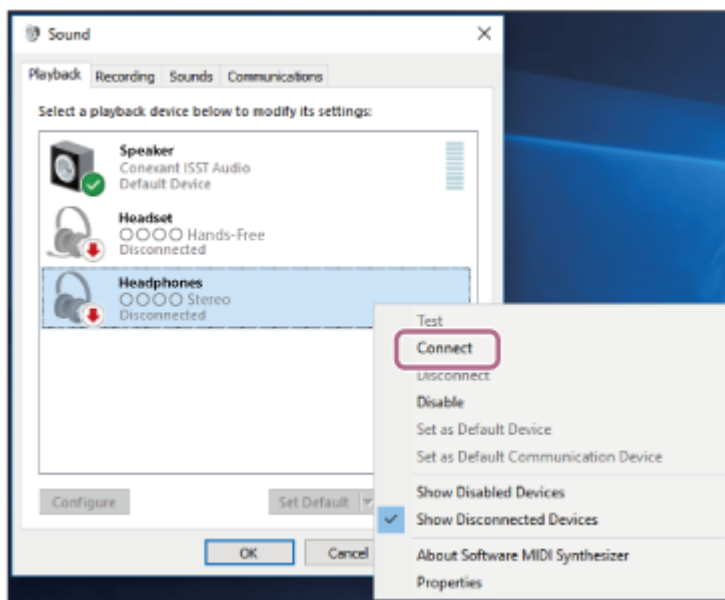 Sound
Playback Recording Sounds Communications
Select a playback device below to modify its settings:
Speaker
Conexant ISST Audio
Default Device
Headset
○○○○ Hands-Free
Disconnected
Headphones
○○○○ Stereo
Disconnected
Test
Connect
Disconnect
Disable
Set as Default Device
Set as Default Communication Device
Show Disabled Devices
Show Disconnected Devices
About Software MIDI Synthesizer
Properties
Configure Set Default
OK Cancel